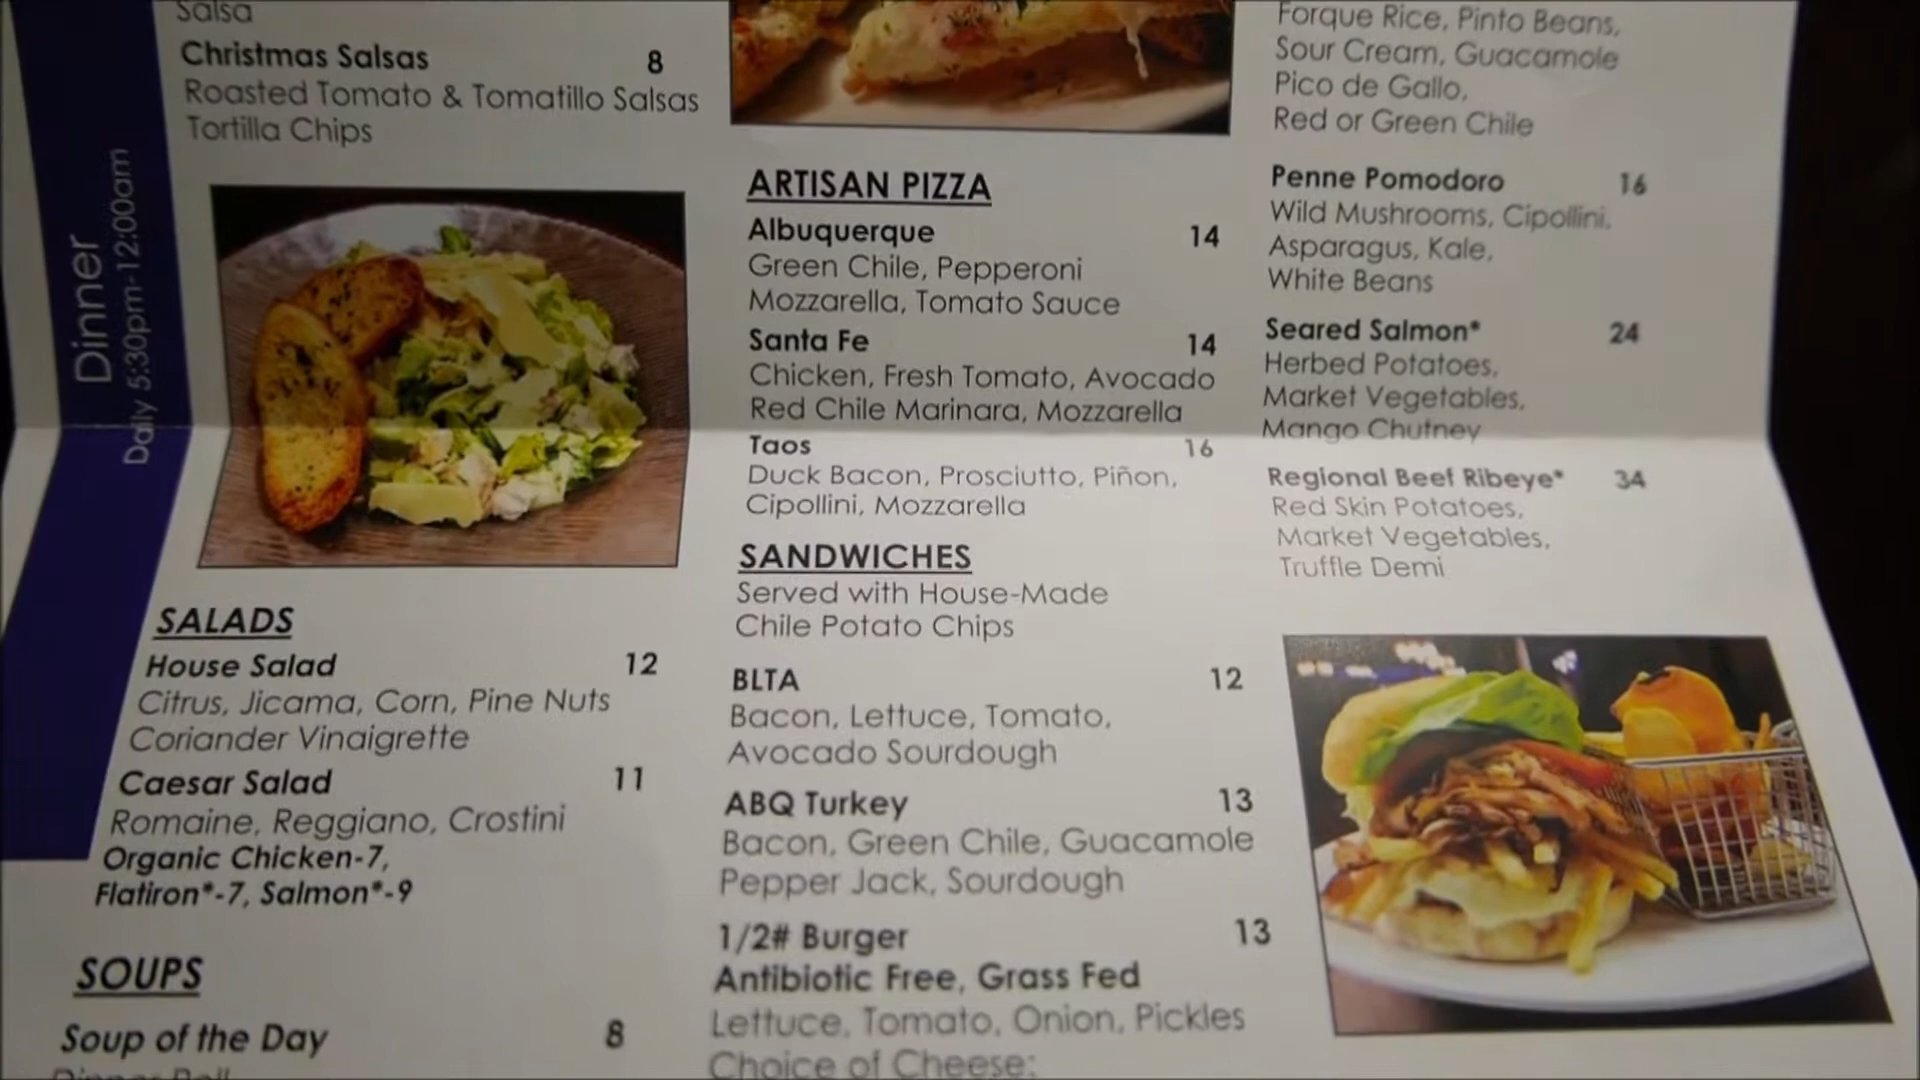 Dinner
Daily 5:30pm-12:00am
Salsa
Christmas Salsas 8
Roasted Tomato & Tomatillo Salsas
Tortilla Chips
SALADS
House Salad 12
Citrus, Jicama, Corn, Pine Nuts
Coriander Vinaigrette
Caesar Salad 11
Romaine, Reggiano, Crostini
Organic Chicken-7,
Flatiron*-7, Salmon*-9
SOUPS
Soup of the Day 8
Dinner Roll
ARTISAN PIZZA
Albuquerque 14
Green Chile, Pepperoni
Mozzarella, Tomato Sauce
Santa Fe 14
Chicken, Fresh Tomato, Avocado
Red Chile Marinara, Mozzarella
Taos 16
Duck Bacon, Prosciutto, Piñon,
Cipollini, Mozzarella
SANDWICHES
Served with House-Made
Chile Potato Chips
BLTA 12
Bacon, Lettuce, Tomato,
Avocado Sourdough
ABQ Turkey 13
Bacon, Green Chile, Guacamole
Pepper Jack, Sourdough
1/2# Burger 13
Antibiotic Free, Grass Fed
Lettuce, Tomato, Onion, Pickles
Choice of Cheese:
Forque Rice, Pinto Beans,
Sour Cream, Guacamole
Pico de Gallo,
Red or Green Chile
Penne Pomodoro 16
Wild Mushrooms, Cipollini,
Asparagus, Kale,
White Beans
Seared Salmon* 24
Herbed Potatoes,
Market Vegetables,
Mango Chutney
Regional Beef Ribeye* 34
Red Skin Potatoes,
Market Vegetables,
Truffle Demi